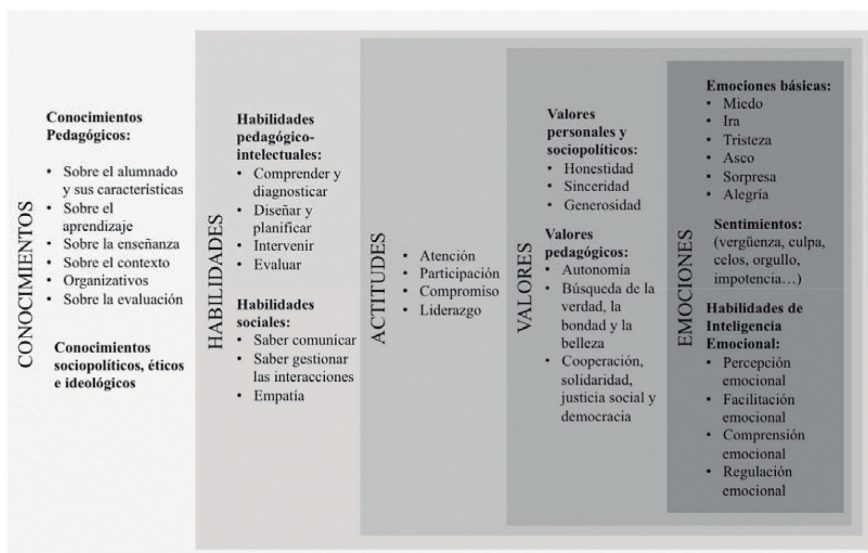 CONOCIMIENTOS
Conocimientos
Pedagógicos:
• Sobre el alumnado
y sus características
• Sobre el
aprendizaje
• Sobre la enseñanza
• Sobre el contexto
• Organizativos
• Sobre la evaluación
Conocimientos
sociopolíticos, éticos
e ideológicos
HABILIDADES
Habilidades
pedagógico-
intelectuales:
• Comprender y
diagnosticar
• Diseñar y
planificar
• Intervenir
• Evaluar
Habilidades
sociales:
• Saber comunicar
• Saber gestionar
las interacciones
• Empatía
ACTITUDES
• Atención
• Participación
• Compromiso
• Liderazgo
VALORES
Valores
personales y
sociopolíticos:
• Honestidad
• Sinceridad
• Generosidad
Valores
pedagógicos:
• Autonomía
• Búsqueda de la
verdad, la
bondad y la
belleza
• Cooperación,
solidaridad,
justicia social y
democracia
EMOCIONES
Emociones básicas:
• Miedo
• Ira
• Tristeza
• Asco
• Sorpresa
• Alegría
Sentimientos:
(vergüenza, culpa,
celos, orgullo,
impotencia…)
Habilidades de
Inteligencia
Emocional:
• Percepción
emocional
• Facilitación
emocional
• Comprensión
emocional
• Regulación
emocional